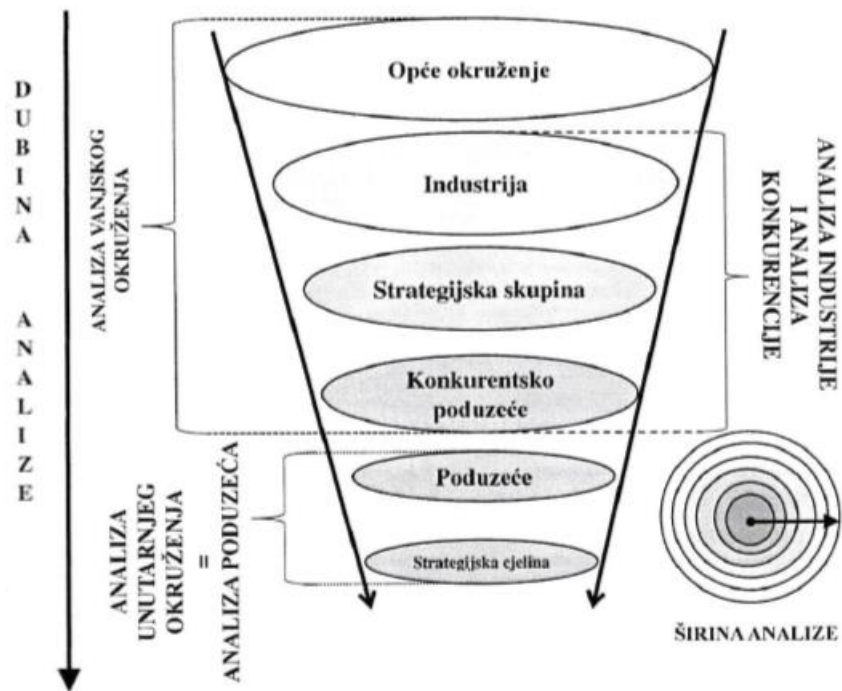 DUBINA ANALIZE
ANALIZA VANJSKOG
OKRUŽENJA
Opće okruženje
Industrija
Strategijska skupina
Konkurentsko
poduzeće
ANALIZA INDUSTRIJE
I ANALIZA
KONKURENCIJE
ANALIZA
UNUTARNJEG
OKRUŽENJA
=
ANALIZA PODUZEĆA
Poduzeće
Strategijska cjelina
ŠIRINA ANALIZE